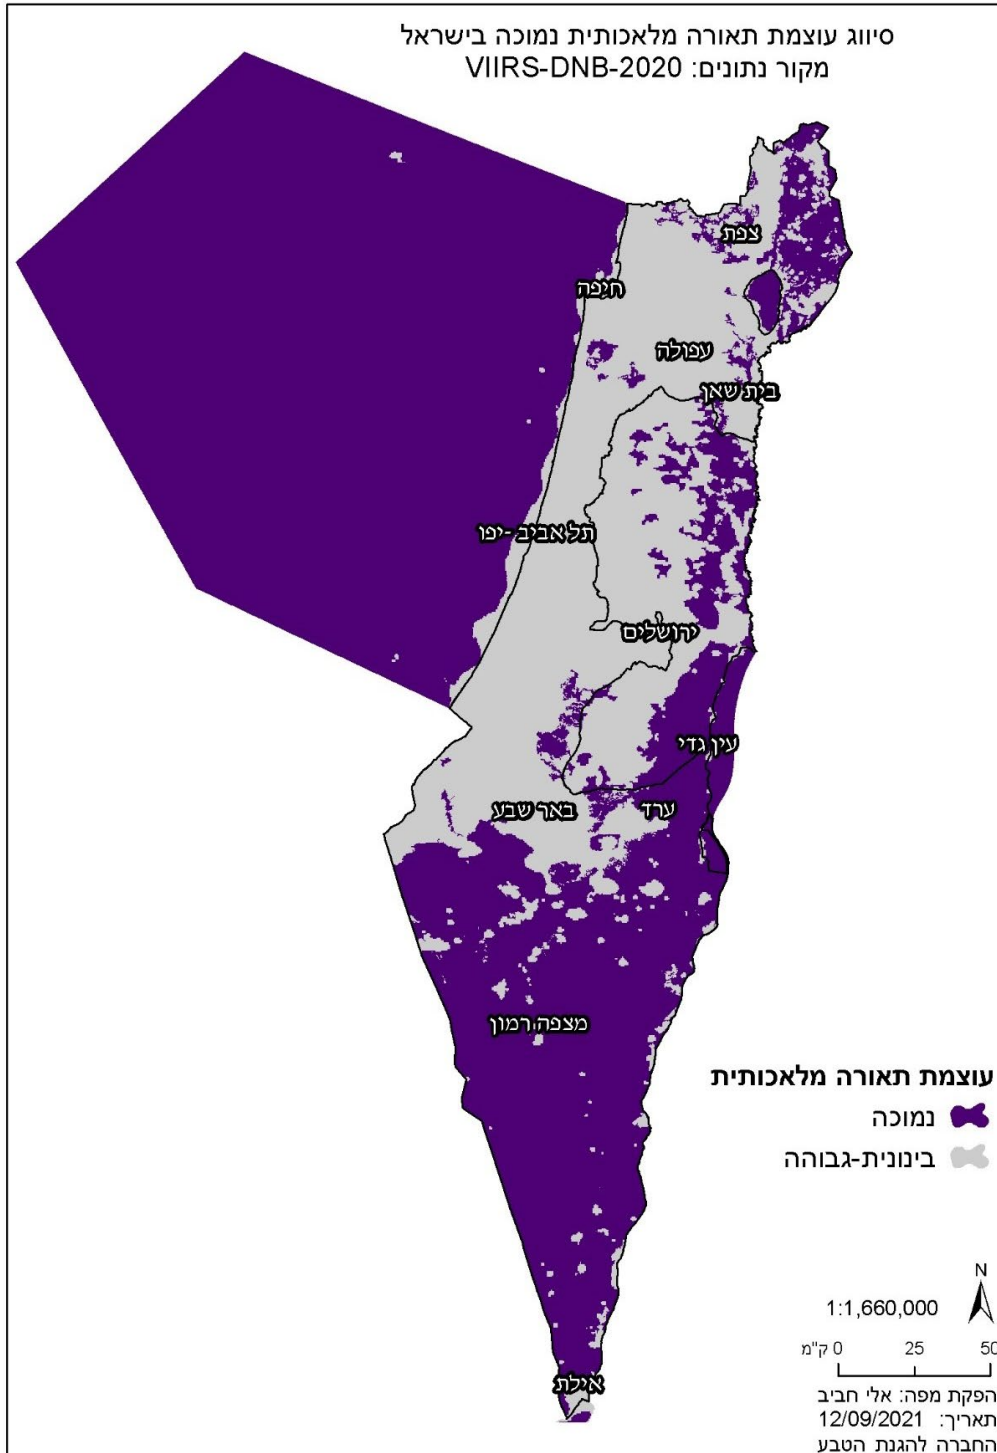 סיווג עוצמת תאורה מלאכותית נמוכה בישראל
מקור נתונים: VIIRS-DNB-2020
צפת
חיפה
עפולה
בית שאן
תל אביב -יפו
ירושלים
עין גדי
ערד
באר שבע
מצפה רמון
עוצמת תאורה מלאכותית
נמוכה
בינונית-גבוהה
N
1:1,660,000
ק"מ 0 25 50
אילת
הפקת מפה: אלי חביב
תאריך: 12/09/2021
החברה להגנת הטבע